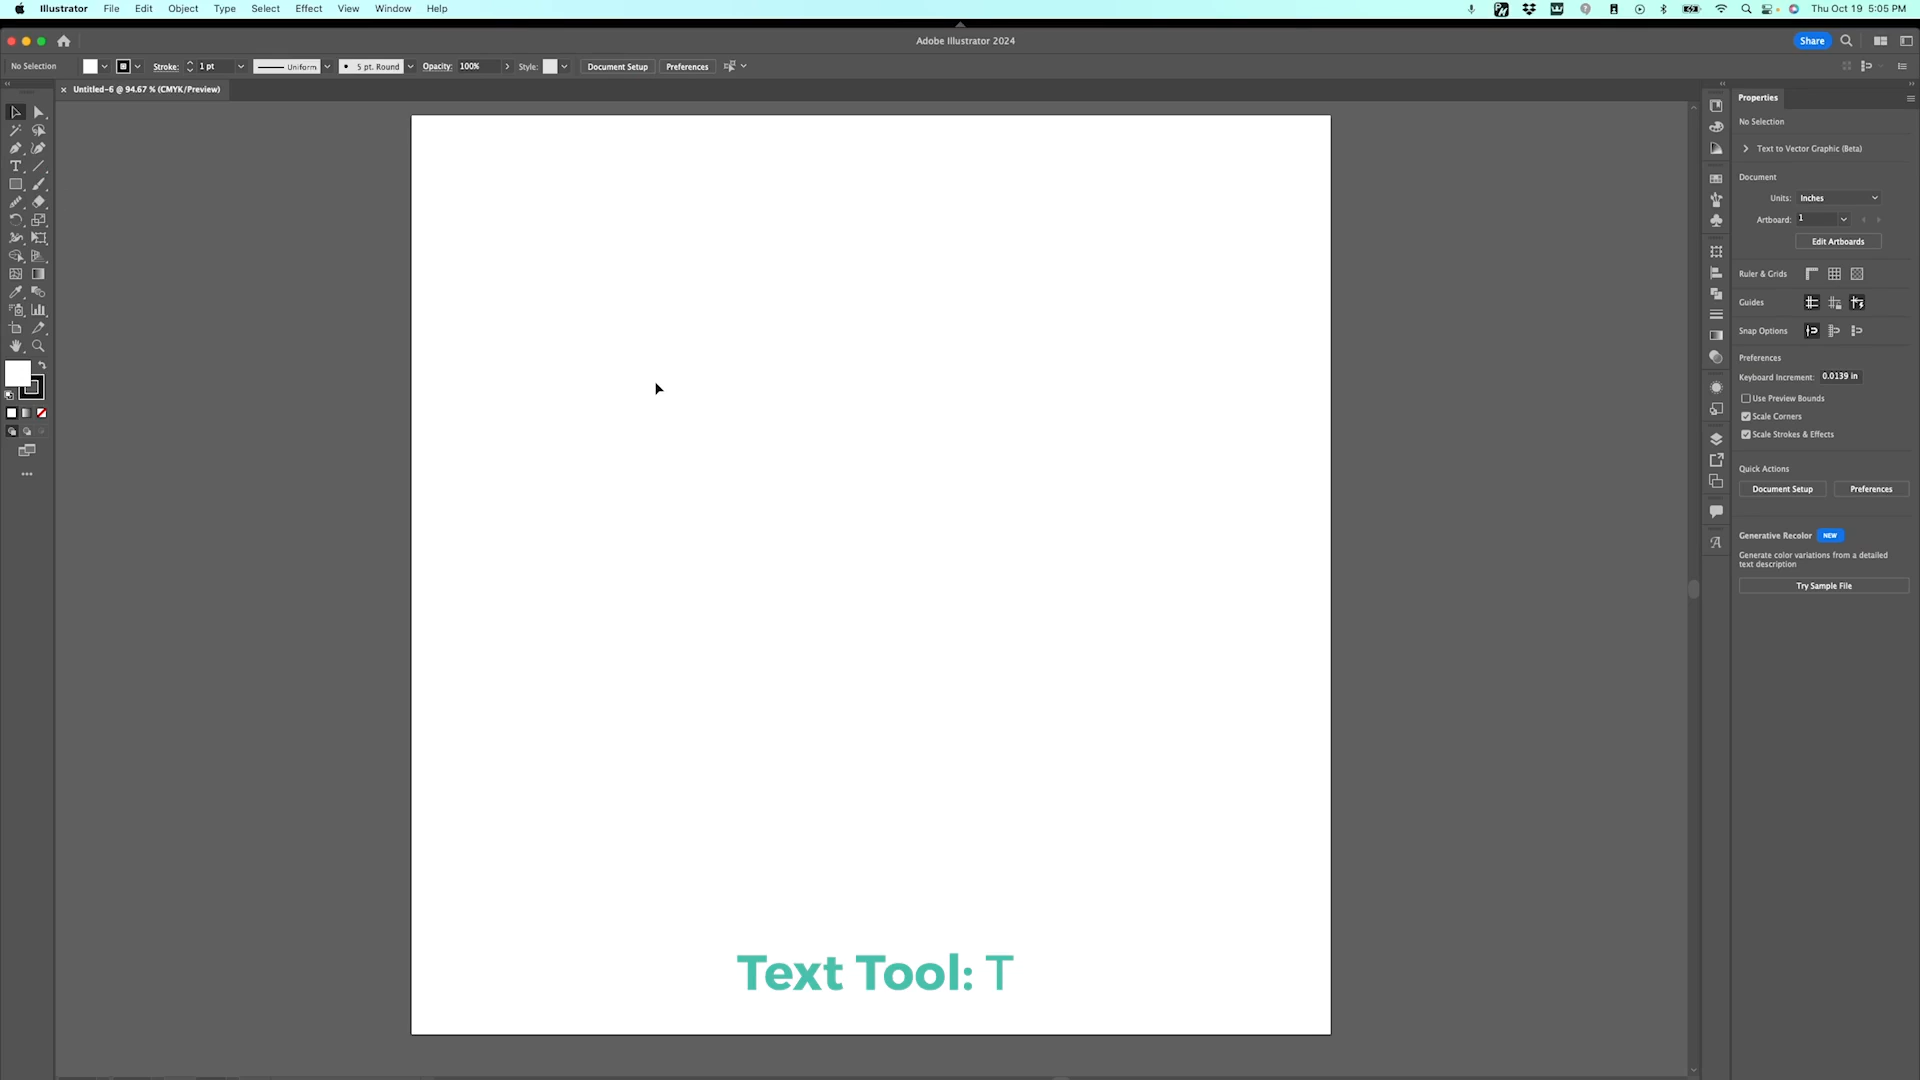 Illustrator File Edit Object Type Select Effect View Window Help
Thu Oct 19 5:05 PM
Adobe Illustrator 2024
Share
No Selection
Stroke: 1 pt
Uniform
5 pt. Round
Opacity: 100%
Style:
Document Setup
Preferences
Untitled-6 @ 94.67 % (CMYK/Preview)
Properties
No Selection
Text to Vector Graphic (Beta)
Document
Units: Inches
Artboard: 1
Edit Artboards
Ruler & Grids
Guides
Snap Options
Preferences
Keyboard Increment: 0.0139 in
Use Preview Bounds
Scale Corners
Scale Strokes & Effects
Quick Actions
Document Setup Preferences
Generative Recolor NEW
Generate color variations from a detailed
text description
Try Sample File
Text Tool: T